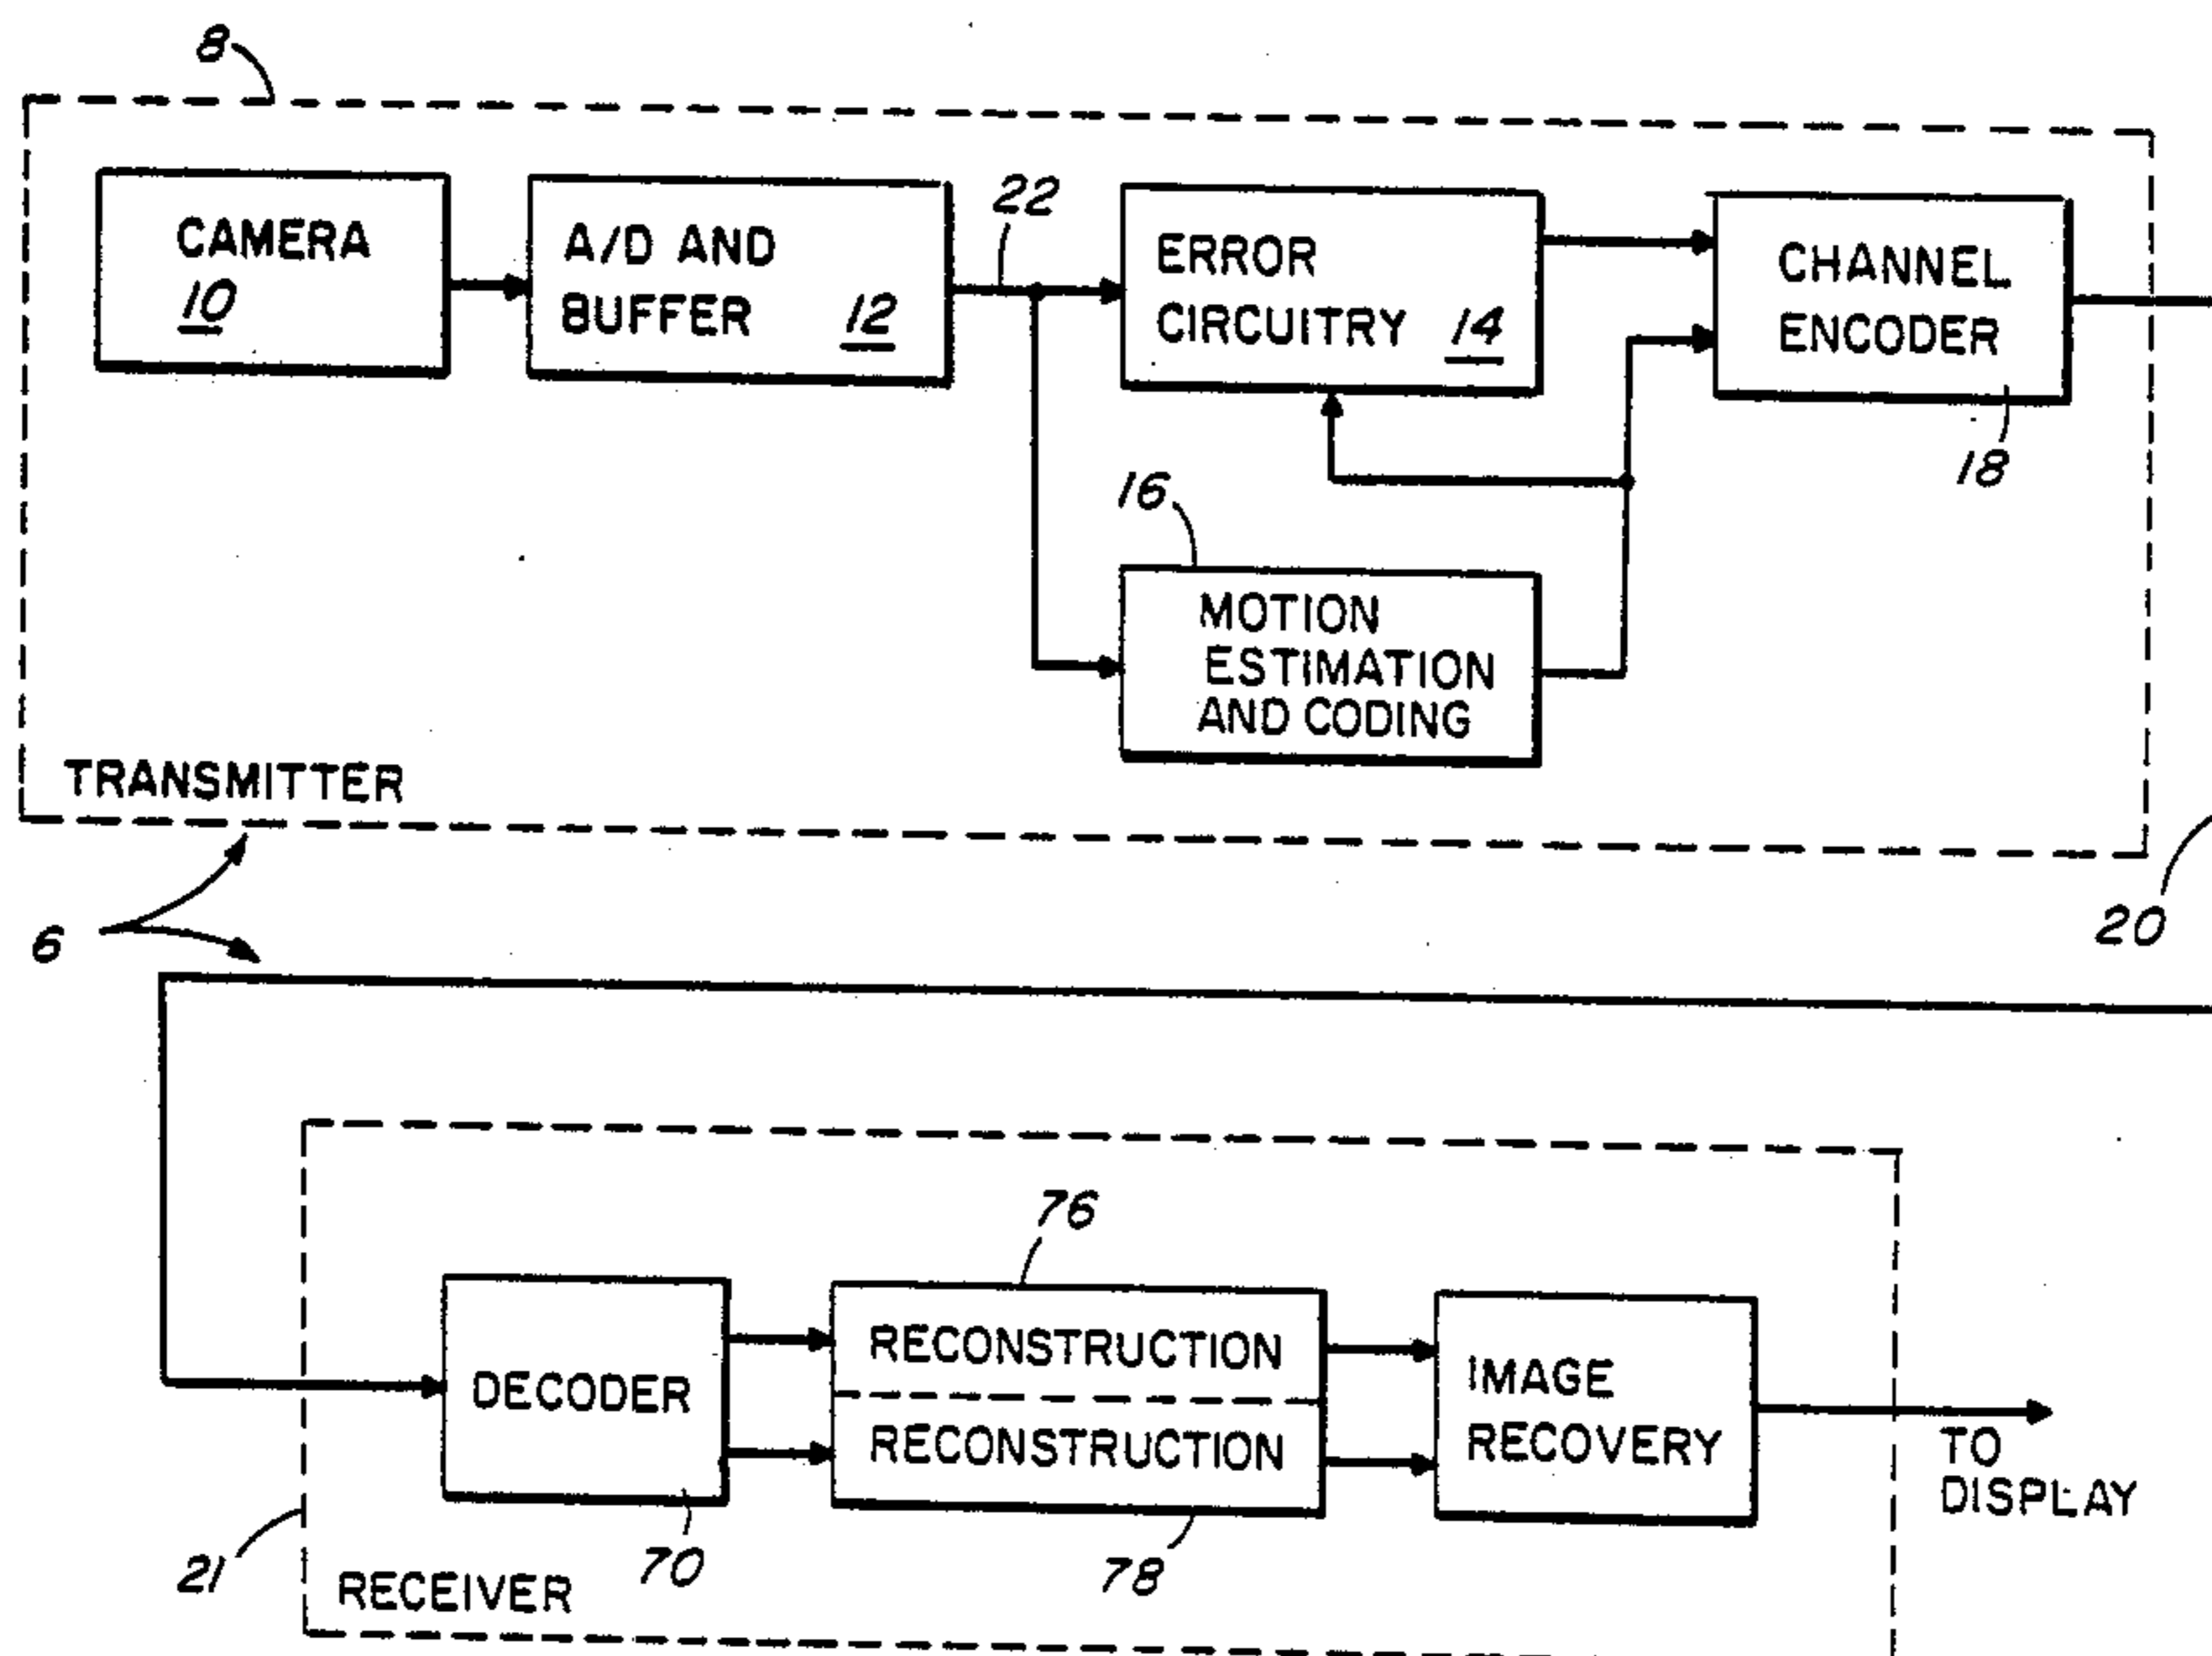 8
CAMERA
10
A/D AND
BUFFER 12
22
ERROR
CIRCUITRY 14
CHANNEL
ENCODER
18
16
MOTION
ESTIMATION
AND CODING
TRANSMITTER
6
20
76
DECODER
RECONSTRUCTION
RECONSTRUCTION
IMAGE
RECOVERY
TO
DISPLAY
21
70
78
RECEIVER